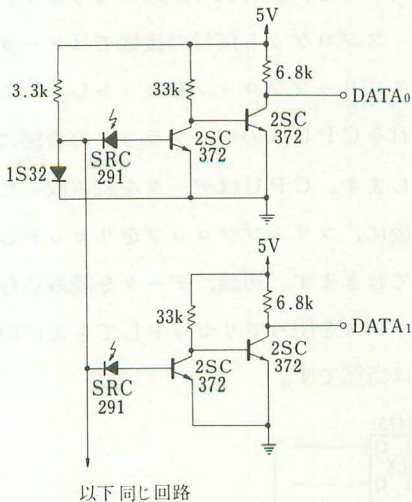 5V
6.8k
3.3k
33k
DATA0
2SC
372
2SC
372
1S32
SRC
291
5V
6.8k
33k
DATA1
2SC
372
2SC
372
SRC
291
以下同じ回路